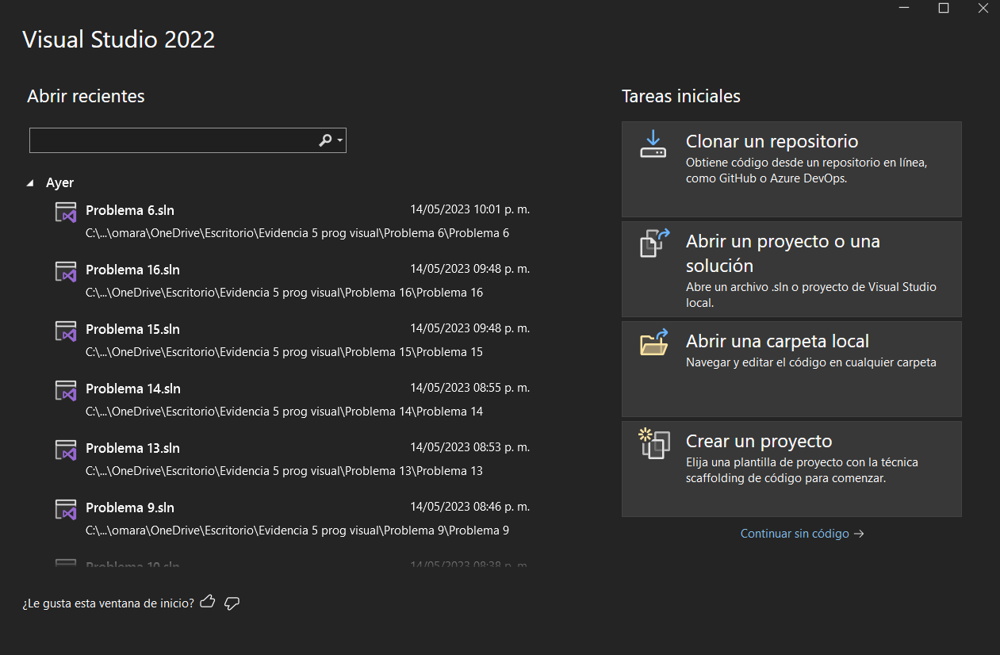 Visual Studio 2022
Abrir recientes
Ayer
Problema 6.sln 14/05/2023 10:01 p. m.
C:\...\omara\OneDrive\Escritorio\Evidencia 5 prog visual\Problema 6\Problema 6
Problema 16.sln 14/05/2023 09:48 p. m.
C:\...\OneDrive\Escritorio\Evidencia 5 prog visual\Problema 16\Problema 16
Problema 15.sln 14/05/2023 09:48 p. m.
C:\...\OneDrive\Escritorio\Evidencia 5 prog visual\Problema 15\Problema 15
Problema 14.sln 14/05/2023 08:55 p. m.
C:\...\OneDrive\Escritorio\Evidencia 5 prog visual\Problema 14\Problema 14
Problema 13.sln 14/05/2023 08:53 p. m.
C:\...\OneDrive\Escritorio\Evidencia 5 prog visual\Problema 13\Problema 13
Problema 9.sln 14/05/2023 08:46 p. m.
C:\...\omara\OneDrive\Escritorio\Evidencia 5 prog visual\Problema 9\Problema 9
Problema 10.sln 14/05/2023 08:38 p. m.
¿Le gusta esta ventana de inicio?
Tareas iniciales
Clonar un repositorio
Obtiene código desde un repositorio en línea,
como GitHub o Azure DevOps.
Abrir un proyecto o una
solución
Abre un archivo .sln o proyecto de Visual Studio
local.
Abrir una carpeta local
Navegar y editar el código en cualquier carpeta
Crear un proyecto
Elija una plantilla de proyecto con la técnica
scaffolding de código para comenzar.
Continuar sin código →